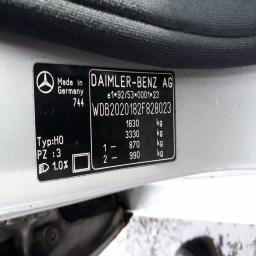 Made in
Germany
744
DAIMLER-BENZ AG
e1*92/53*0001*23
WDB2020182F828023
1830 kg
3330 kg
1 — 870 kg
2 — 990 kg
Typ:HO
PZ : 3
1.0%